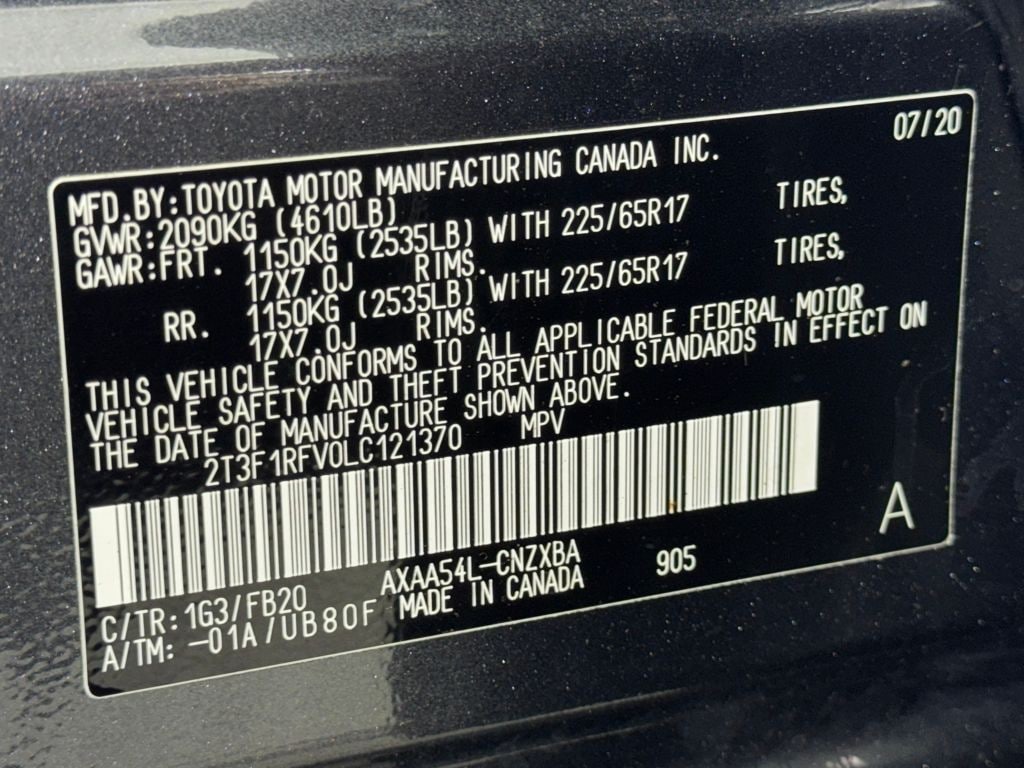 07/20
MFD.BY:TOYOTA MOTOR MANUFACTURING CANADA INC.
GVWR:2090KG (4610LB)
GAWR:FRT. 1150KG (2535LB) WITH 225/65R17 TIRES,
17X7.0J RIMS.
RR. 1150KG (2535LB) WITH 225/65R17 TIRES,
17X7.0J RIMS.
THIS VEHICLE CONFORMS TO ALL APPLICABLE FEDERAL MOTOR
VEHICLE SAFETY AND THEFT PREVENTION STANDARDS IN EFFECT ON
THE DATE OF MANUFACTURE SHOWN ABOVE.
2T3F1RFV0LC121370 MPV
A
C/TR:1G3/FB20 AXAA54L-CNZXBA 905
A/TM: -01A/UB80F MADE IN CANADA